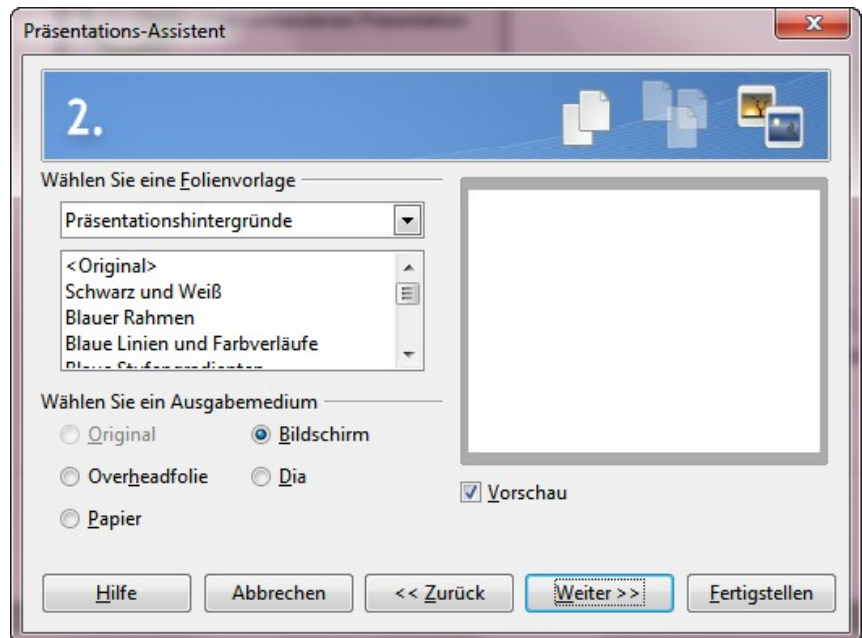 Präsentations-Assistent
2.
Wählen Sie eine Folienvorlage
Präsentationshintergründe
<Original>
Schwarz und Weiß
Blauer Rahmen
Blaue Linien und Farbverläufe
Wählen Sie ein Ausgabemedium
Original
Bildschirm
Overheadfolie
Dia
Papier
Vorschau
Hilfe
Abbrechen
<< Zurück
Weiter >>
Fertigstellen